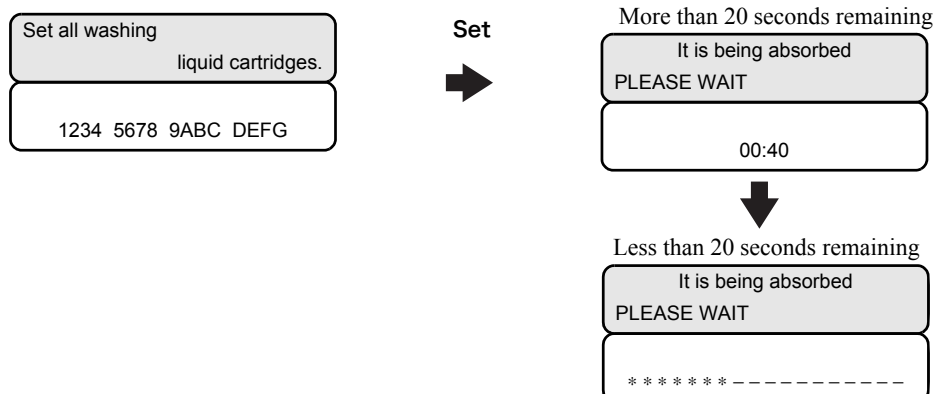 Set all washing
liquid cartridges.
1234 5678 9ABC DEFG
Set
More than 20 seconds remaining
It is being absorbed
PLEASE WAIT
00:40
Less than 20 seconds remaining
It is being absorbed
PLEASE WAIT
* * * * * * * – – – – – – – – – – –